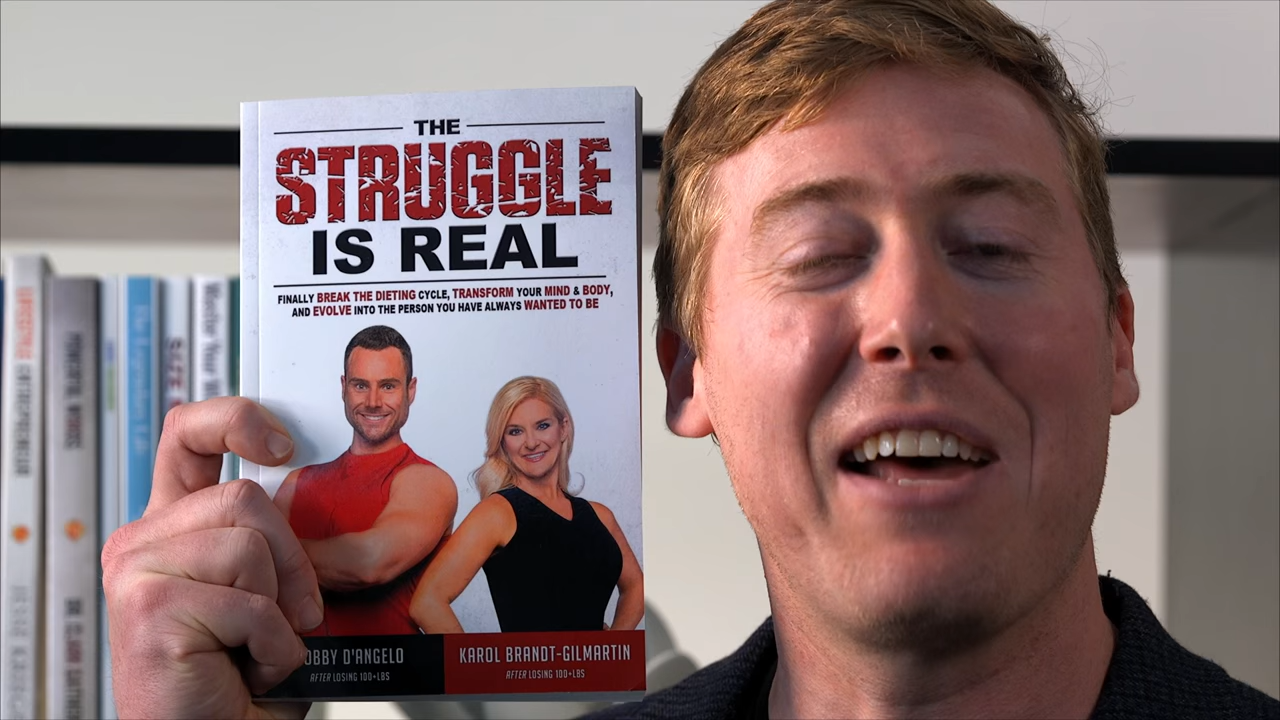 THE
STRUGGLE
IS REAL
FINALLY BREAK THE DIETING CYCLE, TRANSFORM YOUR MIND & BODY,
AND EVOLVE INTO THE PERSON YOU HAVE ALWAYS WANTED TO BE
OBBY D'ANGELO
AFTER LOSING 100+LBS
KAROL BRANDT-GILMARTIN
AFTER LOSING 100+LBS